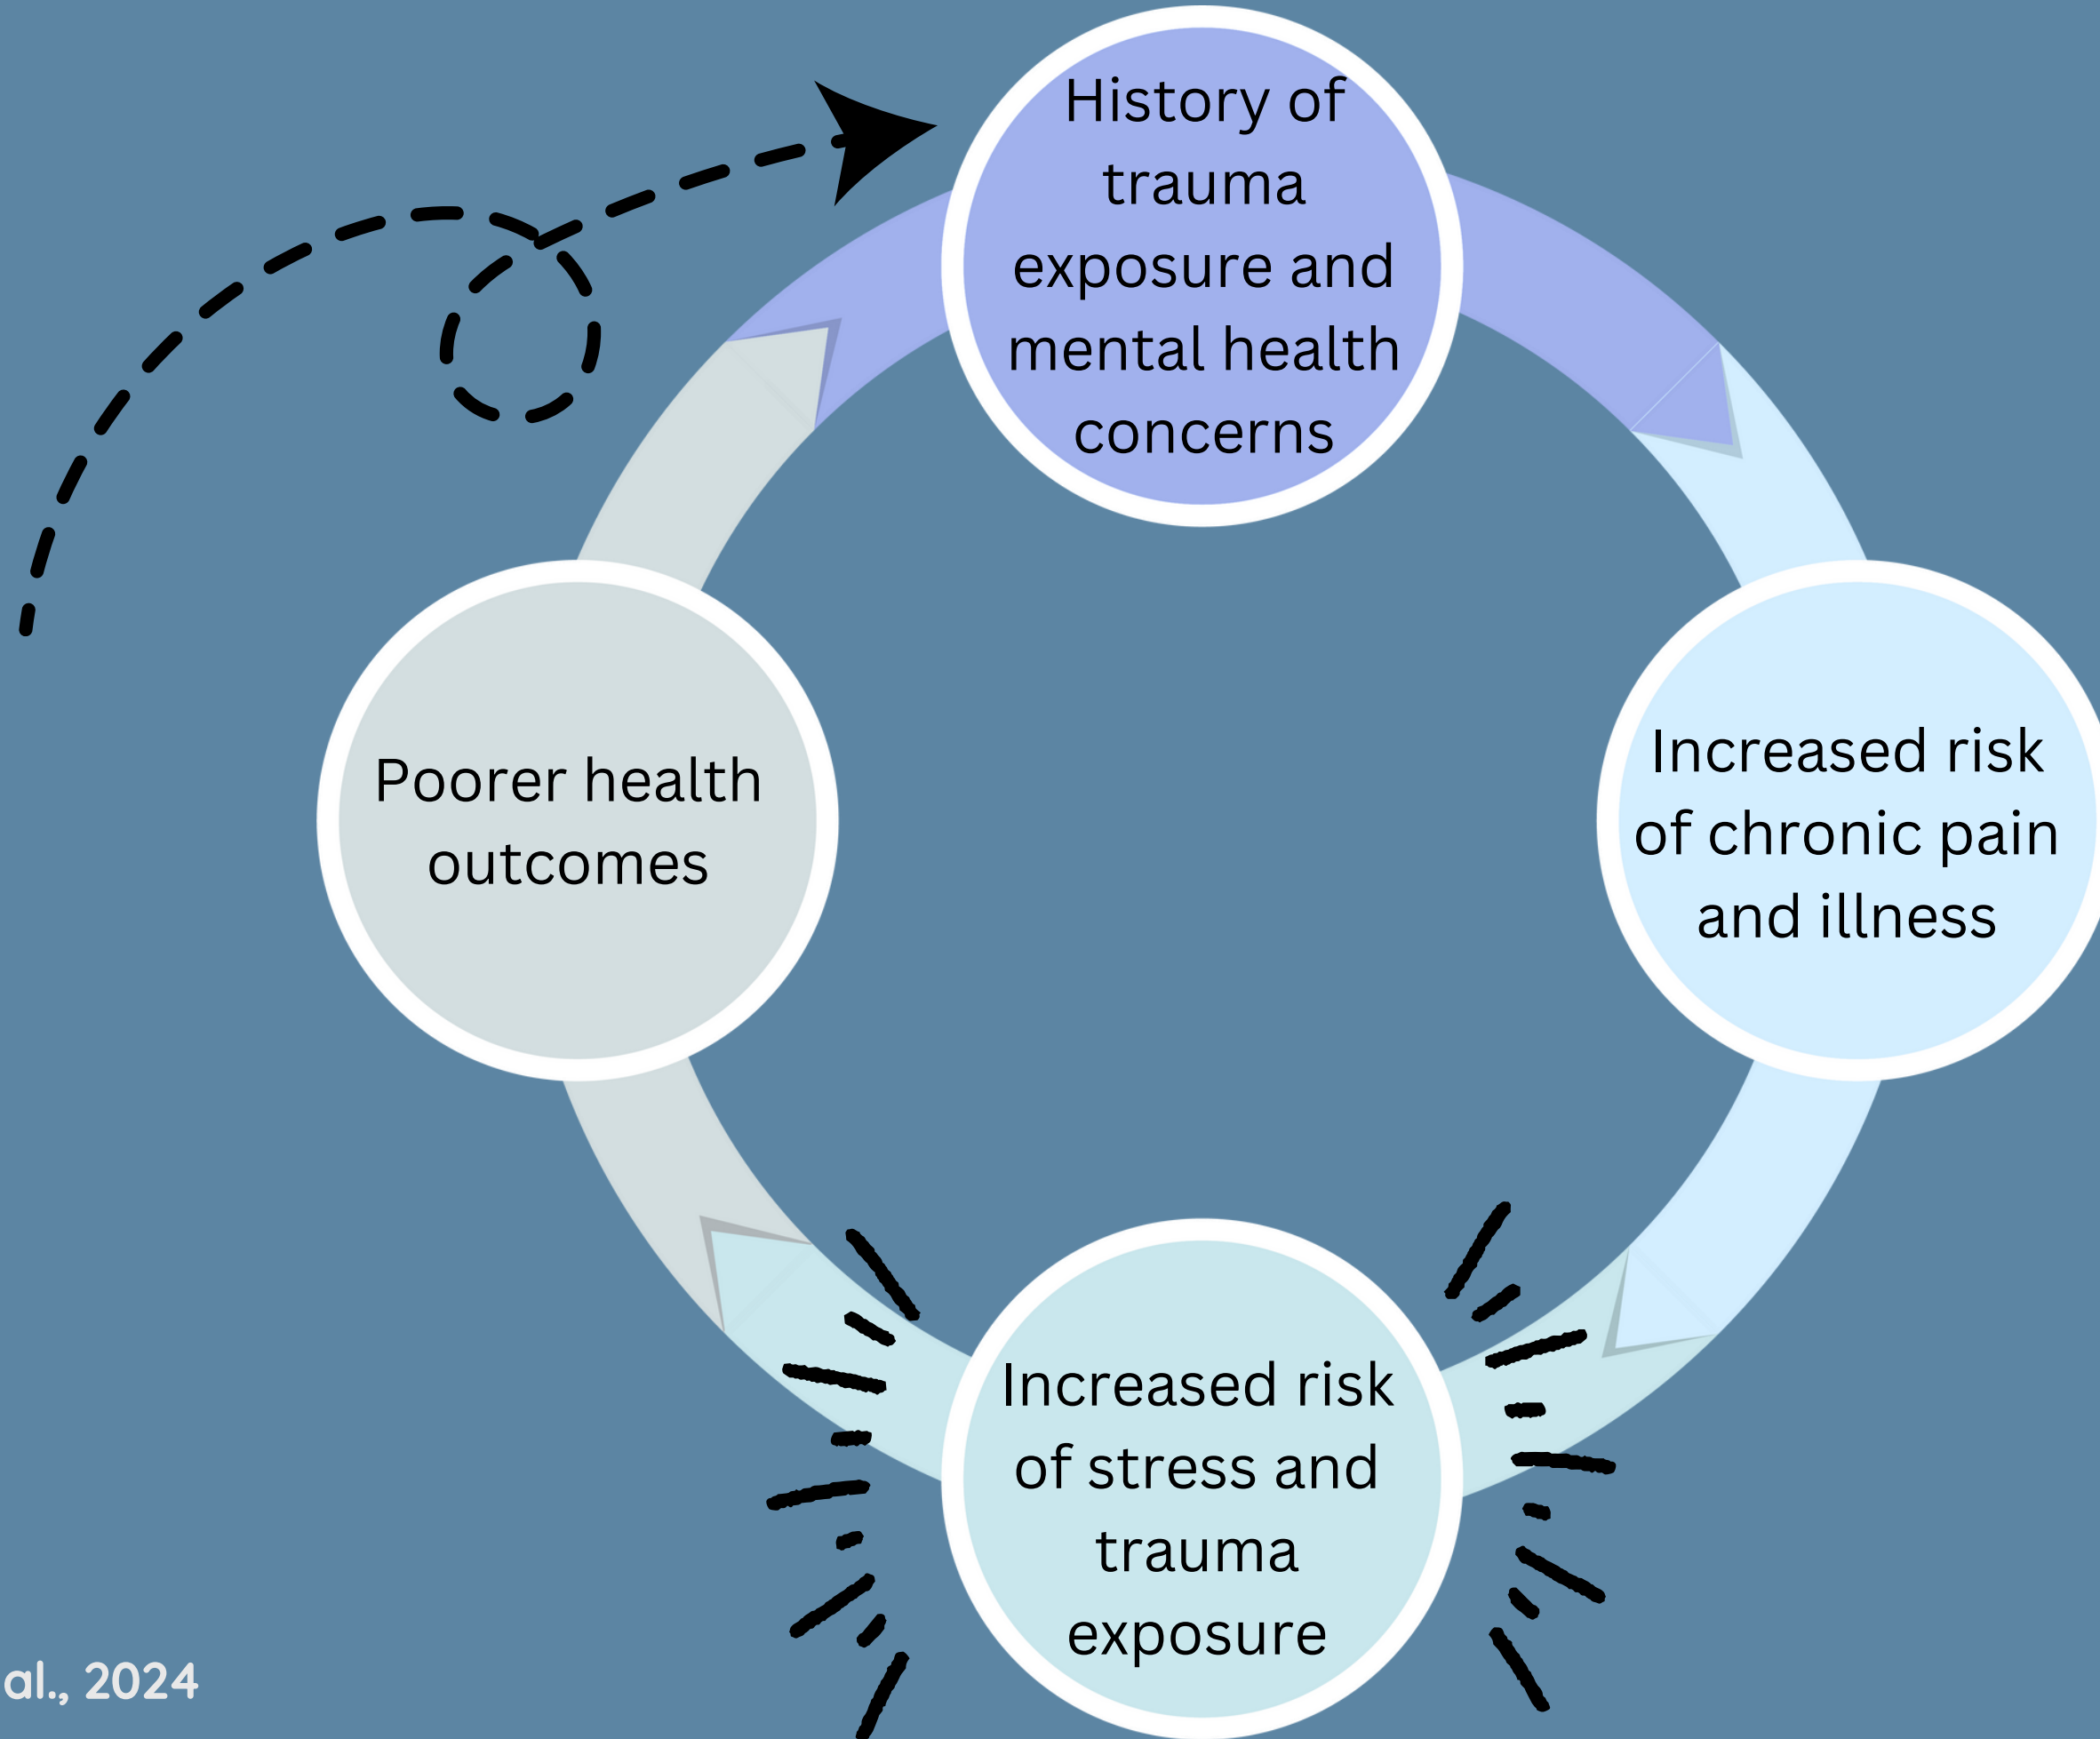 History of
trauma
exposure and
mental health
concerns
Increased risk
of chronic pain
and illness
Increased risk
of stress and
trauma
exposure
Poorer health
outcomes
al., 2024